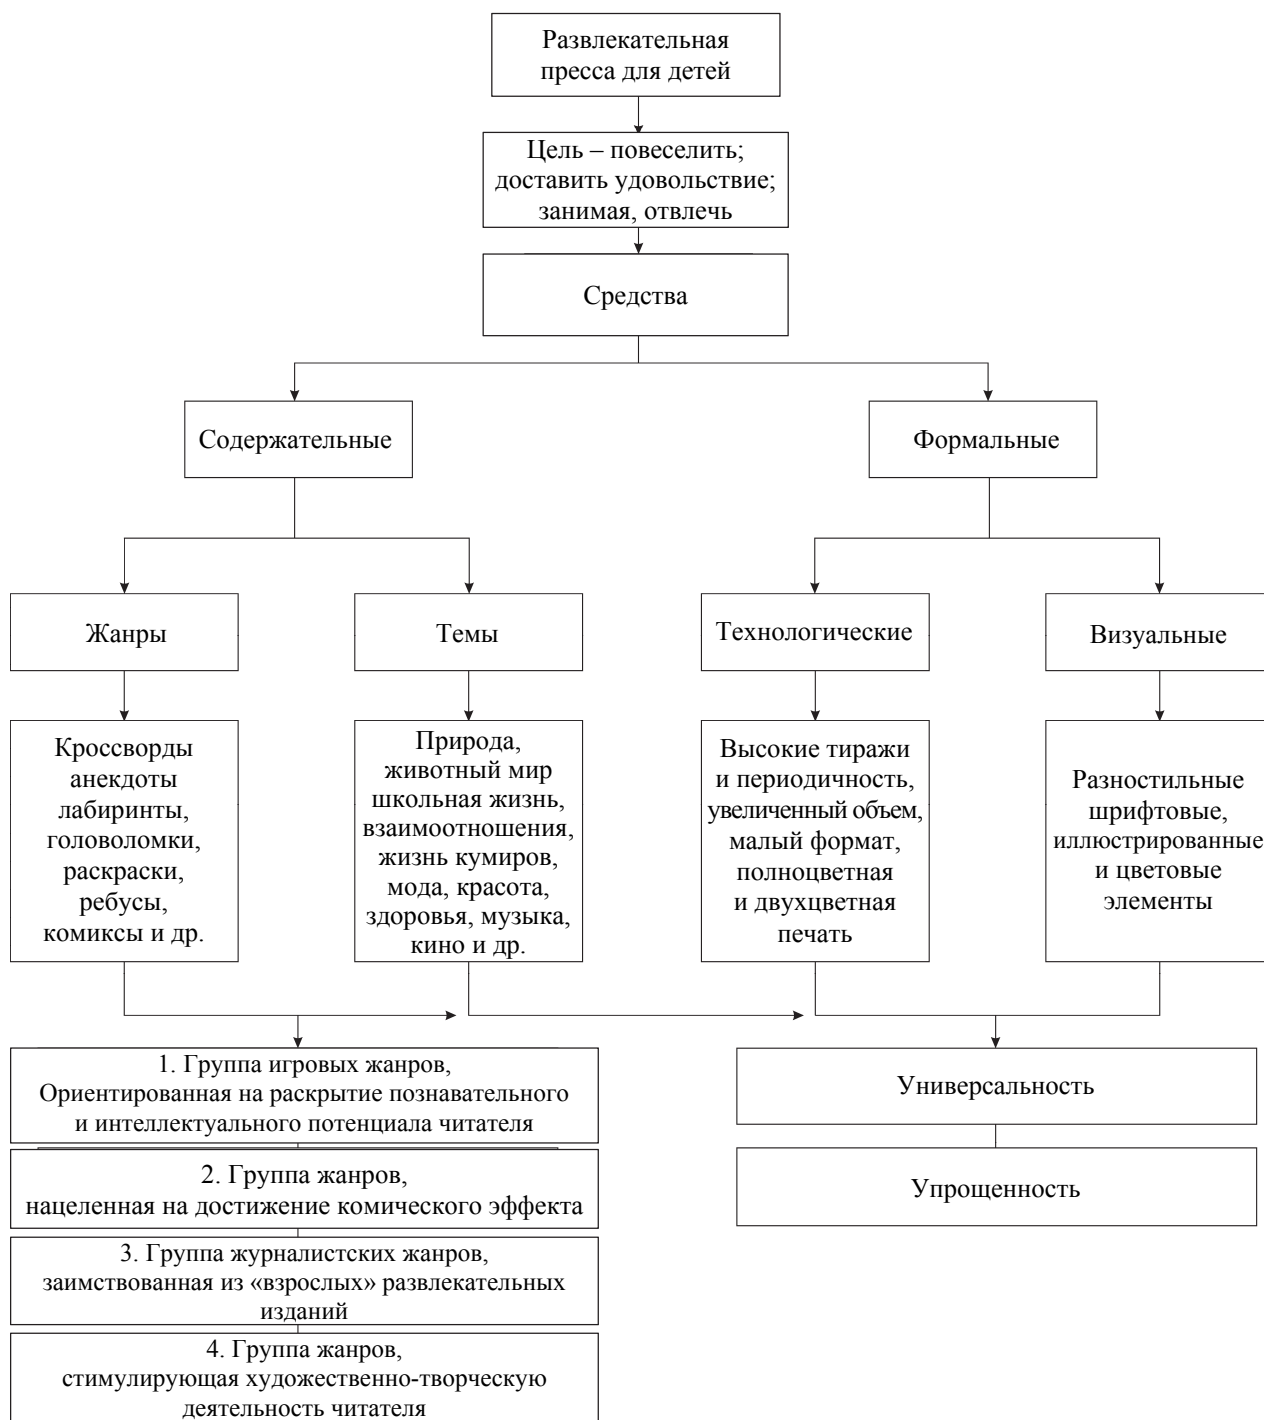 Развлекательная
пресса для детей
Цель – повеселить;
доставить удовольствие;
занимая, отвлечь
Средства
Содержательные
Формальные
Жанры
Темы
Технологические
Визуальные
Кроссворды
анекдоты
лабиринты,
головоломки,
раскраски,
ребусы,
комиксы и др.
Природа,
животный мир
школьная жизнь,
взаимоотношения,
жизнь кумиров,
мода, красота,
здоровья, музыка,
кино и др.
Высокие тиражи
и периодичность,
увеличенный объем,
малый формат,
полноцветная
и двухцветная
печать
Разностильные
шрифтовые,
иллюстрированные
и цветовые
элементы
1. Группа игровых жанров,
Ориентированная на раскрытие познавательного
и интеллектуального потенциала читателя
2. Группа жанров,
нацеленная на достижение комического эффекта
3. Группа журналистских жанров,
заимствованная из «взрослых» развлекательных
изданий
4. Группа жанров,
стимулирующая художественно-творческую
деятельность читателя
Универсальность
Упрощенность